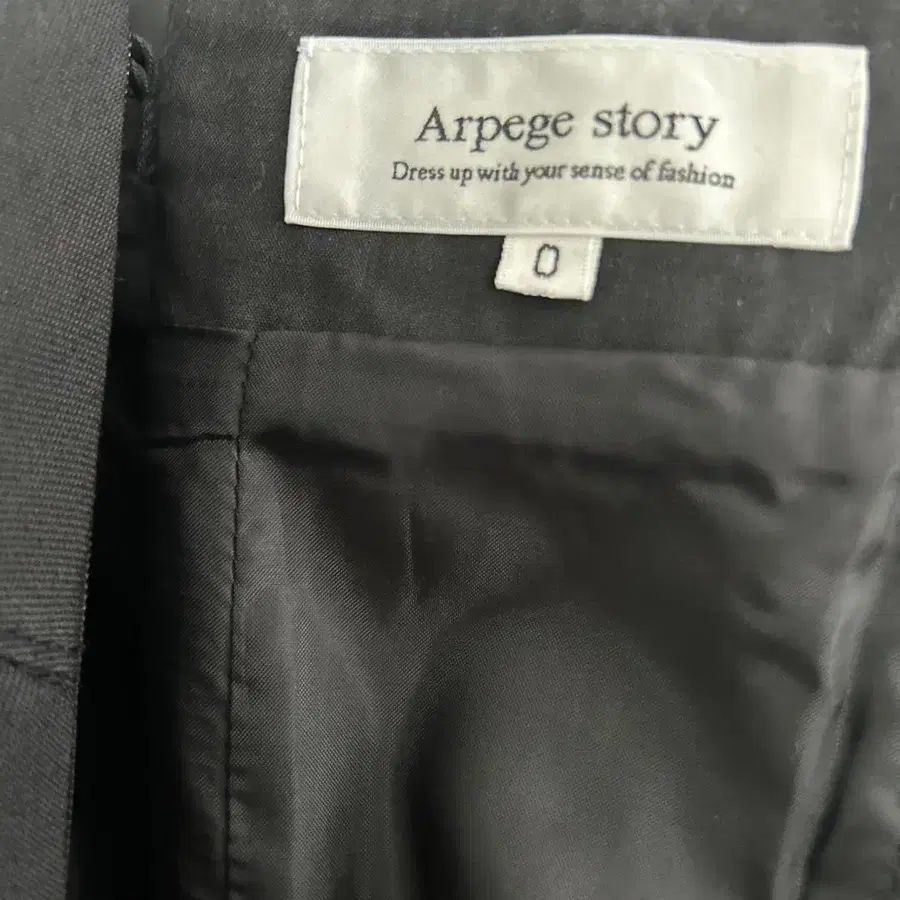 Arpege story
Dress up with your sense of fashion
0